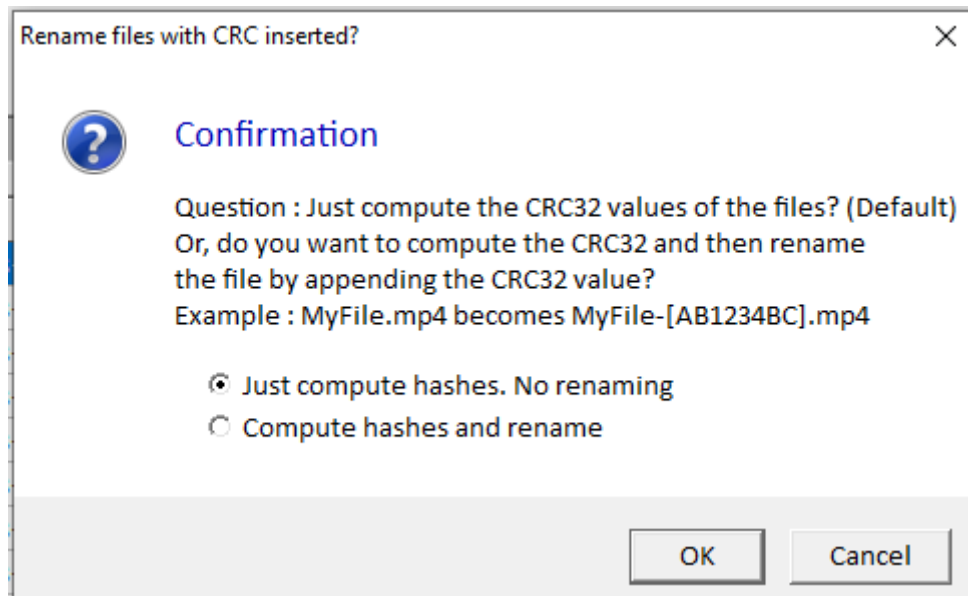 Rename files with CRC inserted?
Confirmation
Question : Just compute the CRC32 values of the files? (Default)
Or, do you want to compute the CRC32 and then rename
the file by appending the CRC32 value?
Example : MyFile.mp4 becomes MyFile-[AB1234BC].mp4
Just compute hashes. No renaming
Compute hashes and rename
OK
Cancel